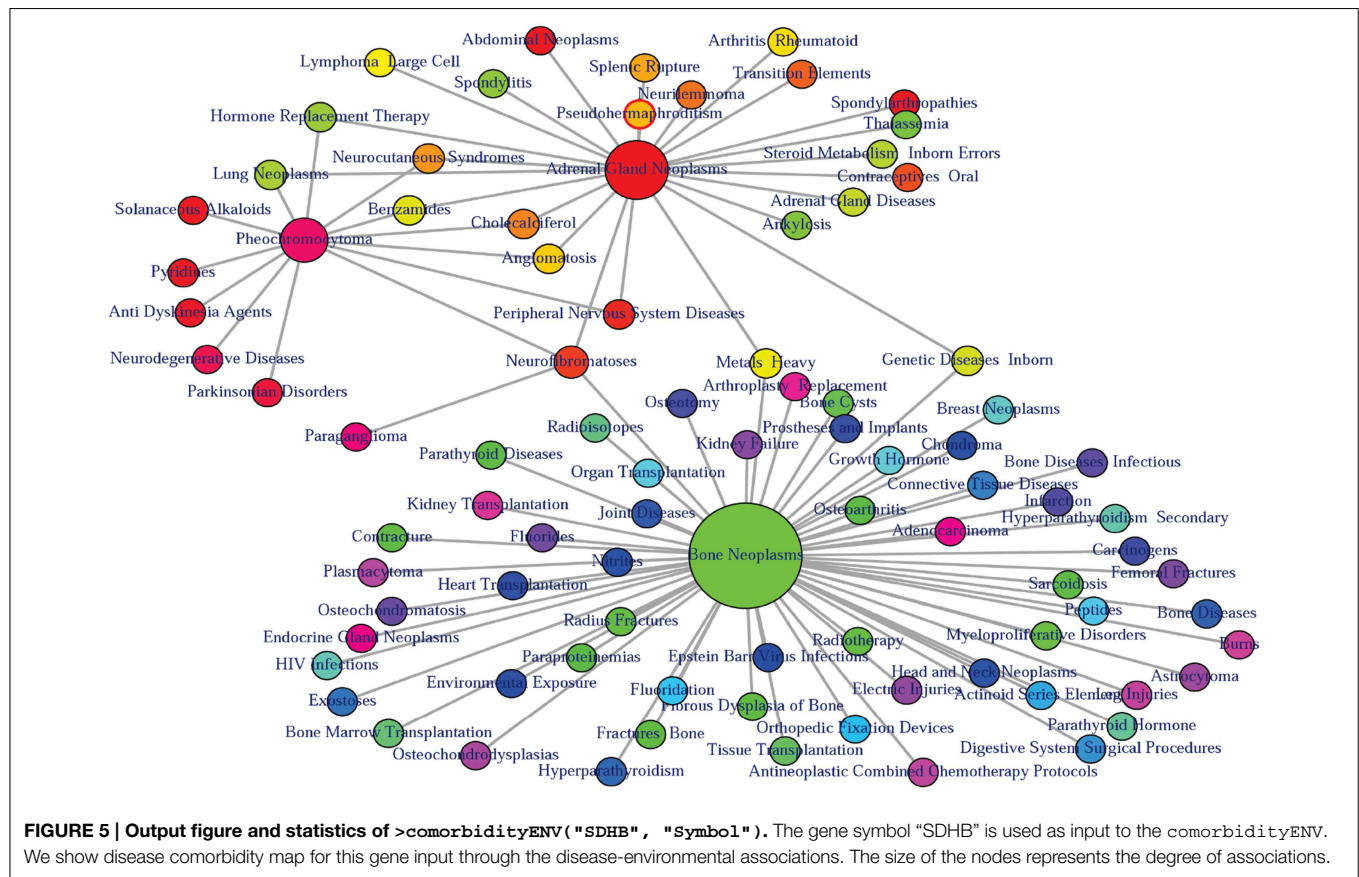 Abdominal Neoplasms
Arthritis Rheumatoid
Lymphoma Large Cell
Splenic Rupture
Transition Elements
Spondylitis
Neurilemmoma
Spondylarthropathies
Hormone Replacement Therapy
Pseudohermaphroditism
Thalassemia
Neurocutaneous Syndromes
Steroid Metabolism Inborn Errors
Lung Neoplasms
Adrenal Gland Neoplasms
Contraceptives Oral
Solanaceous Alkaloids
Benzamides
Adrenal Gland Diseases
Cholecalciferol
Ankylosis
Pheochromocytoma
Angiomatosis
Pyridines
Anti Dyskinesia Agents
Peripheral Nervous System Diseases
Neurodegenerative Diseases
Neurofibromatoses
Metals Heavy
Genetic Diseases Inborn
Parkinsonian Disorders
Arthroplasty Replacement
Osteotomy
Bone Cysts
Breast Neoplasms
Paraganglioma
Radioisotopes
Prostheses and Implants
Kidney Failure
Chondroma
Parathyroid Diseases
Organ Transplantation
Growth Hormone
Bone Diseases Infectious
Connective Tissue Diseases
Kidney Transplantation
Joint Diseases
Osteoarthritis
Infarction
Hyperparathyroidism Secondary
Contracture
Fluorides
Adenocarcinoma
Bone Neoplasms
Carcinogens
Plasmacytoma
Nitrites
Femoral Fractures
Heart Transplantation
Sarcoidosis
Osteochondromatosis
Peptides
Bone Diseases
Radius Fractures
Endocrine Gland Neoplasms
Radiotherapy
Myeloproliferative Disorders
Burns
HIV Infections
Paraproteinemias
Epstein Barr Virus Infections
Head and Neck Neoplasms
Astrocytoma
Environmental Exposure
Fluoridation
Electric Injuries
Actinoid Series Elements
Leg Injuries
Exostoses
Fibrous Dysplasia of Bone
Bone Marrow Transplantation
Fractures Bone
Orthopedic Fixation Devices
Parathyroid Hormone
Osteochondrodysplasias
Tissue Transplantation
Digestive System Surgical Procedures
Hyperparathyroidism
Antineoplastic Combined Chemotherapy Protocols
FIGURE 5 | Output figure and statistics of >comorbidityENV("SDHB", "Symbol"). The gene symbol “SDHB” is used as input to the comorbidityENV.
We show disease comorbidity map for this gene input through the disease-environmental associations. The size of the nodes represents the degree of associations.